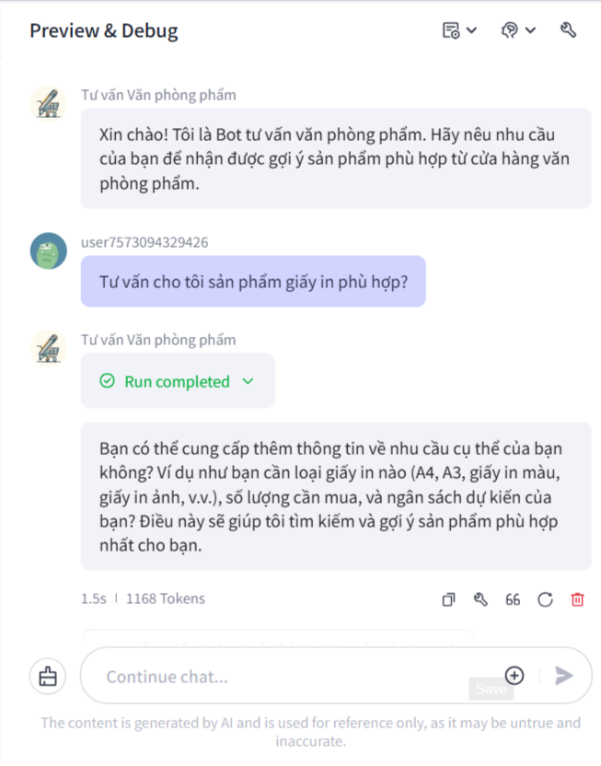 Preview & Debug
Tư vấn Văn phòng phẩm
Xin chào! Tôi là Bot tư vấn văn phòng phẩm. Hãy nêu nhu cầu
của bạn để nhận được gợi ý sản phẩm phù hợp từ cửa hàng văn
phòng phẩm.
user7573094329426
Tư vấn cho tôi sản phẩm giấy in phù hợp?
Tư vấn Văn phòng phẩm
Run completed
Bạn có thể cung cấp thêm thông tin về nhu cầu cụ thể của bạn
không? Ví dụ như bạn cần loại giấy in nào (A4, A3, giấy in màu,
giấy in ảnh, v.v.), số lượng cần mua, và ngân sách dự kiến của
bạn? Điều này sẽ giúp tôi tìm kiếm và gợi ý sản phẩm phù hợp
nhất cho bạn.
1.5s | 1168 Tokens
Continue chat...
Save
The content is generated by AI and is used for reference only, as it may be untrue and
inaccurate.